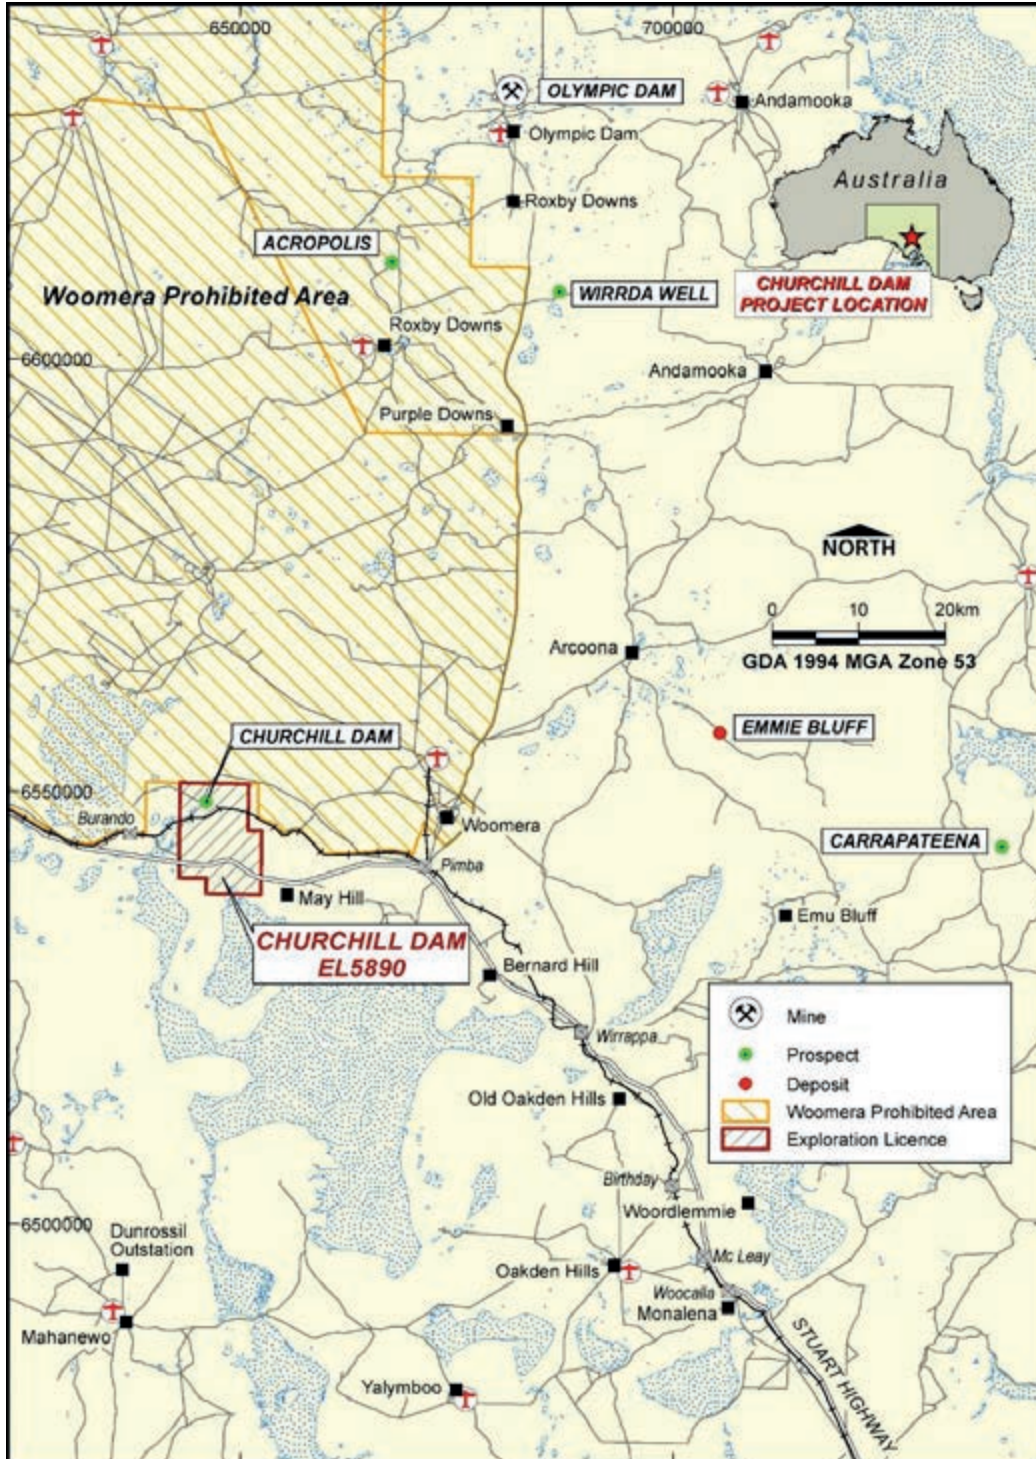 650000
700000
OLYMPIC DAM
Andamooka
Olympic Dam
Australia
Roxby Downs
ACROPOLIS
CHURCHILL DAM
PROJECT LOCATION
Woomera Prohibited Area
WIRRDA WELL
Roxby Downs
6600000
Andamooka
Purple Downs
NORTH
0 10 20km
Arcoona
GDA 1994 MGA Zone 53
EMMIE BLUFF
CHURCHILL DAM
6550000
Burando
Woomera
CARRAPATEENA
Pimba
May Hill
Emu Bluff
CHURCHILL DAM
EL5890
Bernard Hill
Mine
Wirrappa
Prospect
Deposit
Old Oakden Hills
Woomera Prohibited Area
Exploration Licence
Birthday
Woordlemmie
6500000
Dunrossil
Outstation
Mc Leay
Oakden Hills
Woocalla
Monalena
Mahanewo
STUART HIGHWAY
Yalymboo